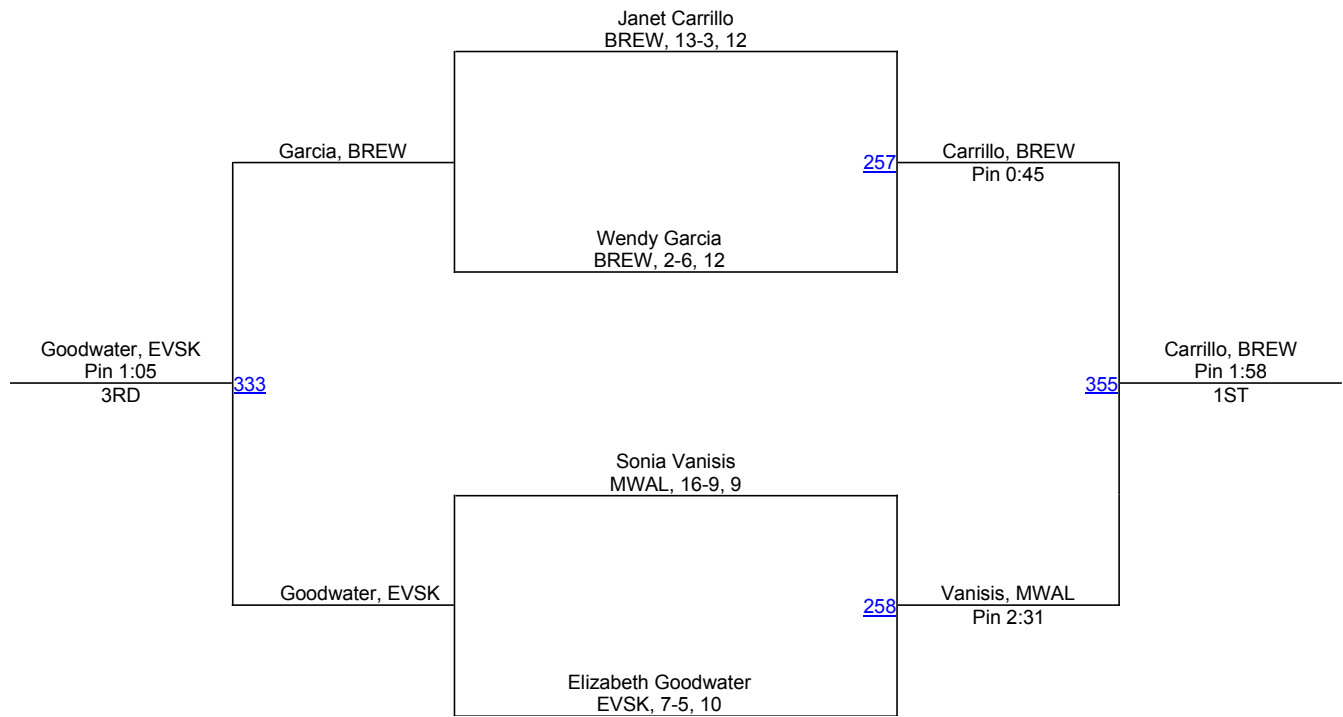 Janet Carrillo
BREW, 13-3, 12
Garcia, BREW
257
Carrillo, BREW
Pin 0:45
Wendy Garcia
BREW, 2-6, 12
Goodwater, EVSK
Pin 1:05
3RD
333
355
Carrillo, BREW
Pin 1:58
1ST
Sonia Vanisis
MWAL, 16-9, 9
Goodwater, EVSK
258
Vanisis, MWAL
Pin 2:31
Elizabeth Goodwater
EVSK, 7-5, 10